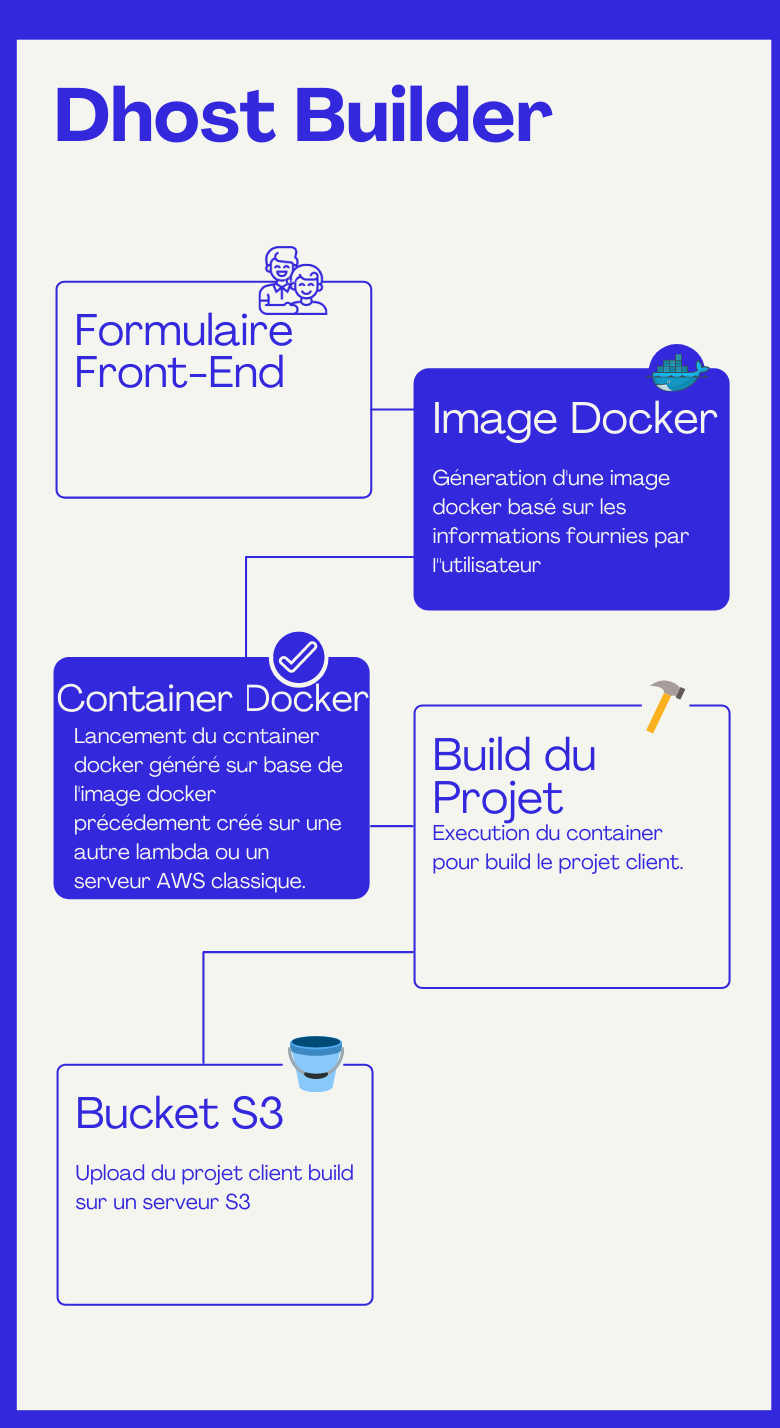 Dhost Builder
Formulaire
Front-End
Image Docker
Géneration d'une image
docker basé sur les
informations fournies par
l''utilisateur
Container Docker
Lancement du container
docker généré sur base de
l'image docker
précédement créé sur une
autre lambda ou un
serveur AWS classique.
Build du
Projet
Execution du container
pour build le projet client.
Bucket S3
Upload du projet client build
sur un serveur S3